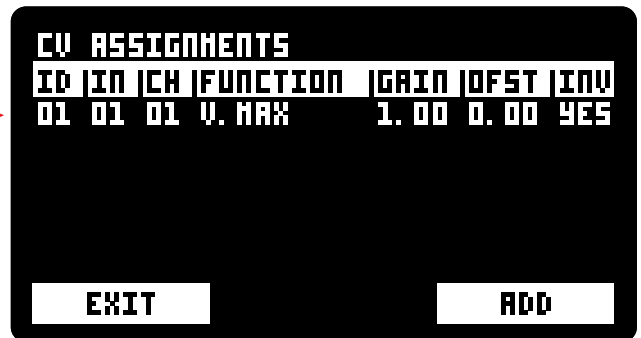 CV ASSIGNMENTS
ID |IN |CH |FUNCTION |GAIN |OFST |INV
01 01 01 V.MAX 1.00 0.00 YES
EXIT ADD